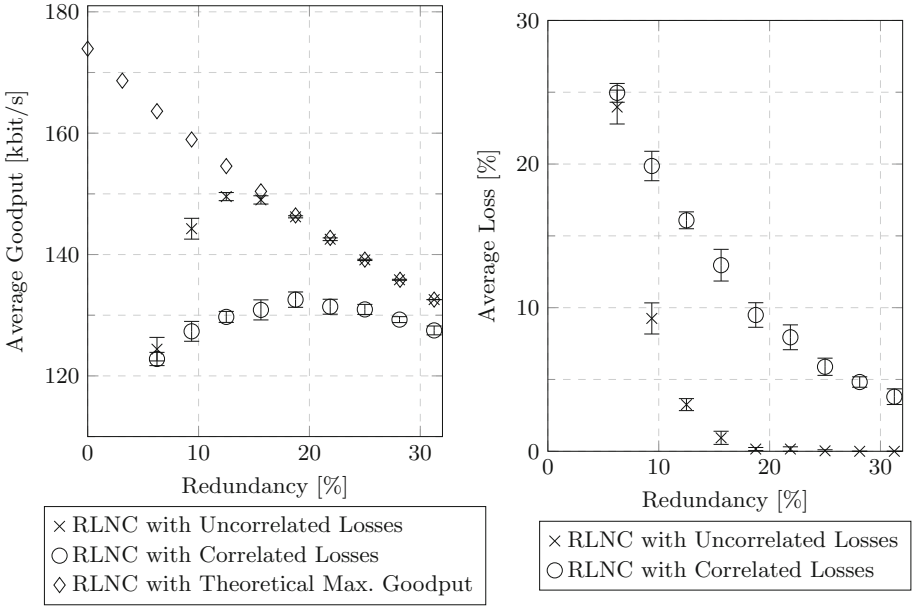 180
160
140
120
0
10
20
30
Average Goodput [kbit/s]
Redundancy [%]
× RLNC with Uncorrelated Losses
○ RLNC with Correlated Losses
◇ RLNC with Theoretical Max. Goodput
30
20
10
0
0
10
20
30
Average Loss [%]
Redundancy [%]
× RLNC with Uncorrelated Losses
○ RLNC with Correlated Losses